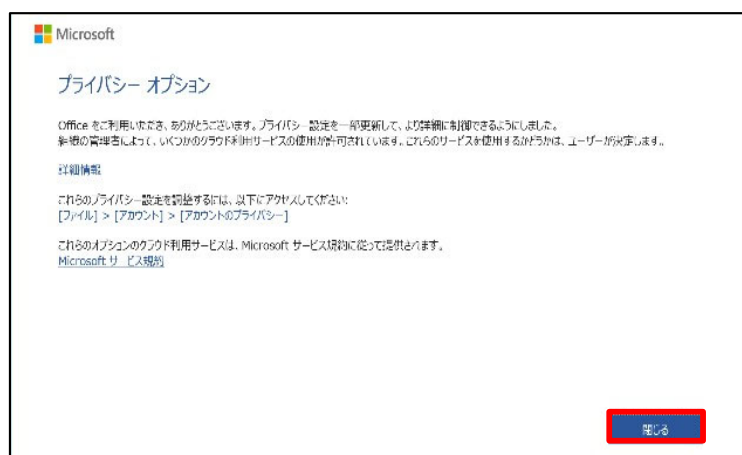 Microsoft
プライバシー オプション
Office をご利用いただき、ありがとうございます。プライバシー設定を一部更新して、より詳細に制御できるようにしました。
組織の管理者によって、いくつかのクラウド利用サービスの使用が許可されています。これらのサービスを使用するかどうかは、ユーザーが決定します。
詳細情報
これらのプライバシー設定を調整するには、以下にアクセスしてください:
[ファイル] > [アカウント] > [アカウントのプライバシー]
これらのオプションのクラウド利用サービスは、Microsoft サービス規約に従って提供されます。
Microsoft サービス規約
閉じる